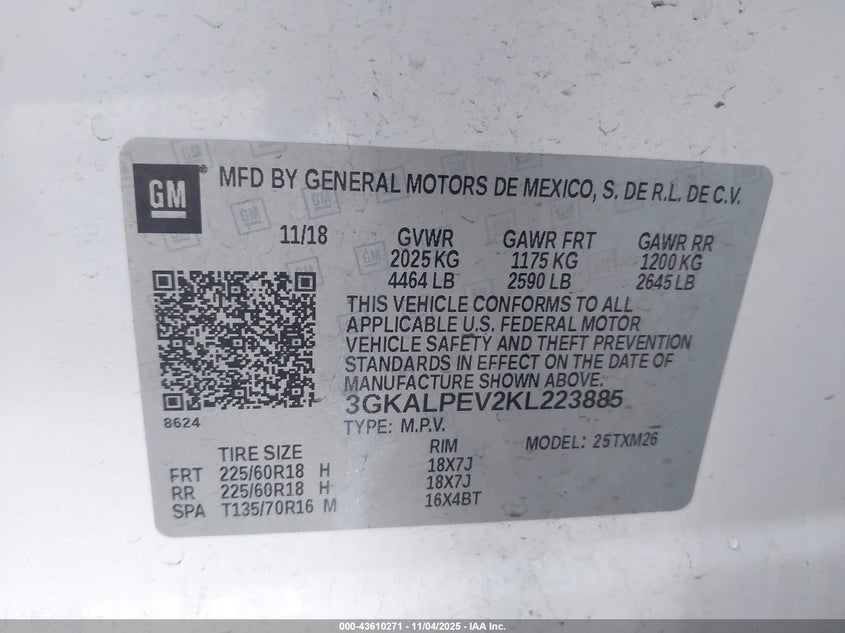 GM ® MFD BY GENERAL MOTORS DE MEXICO, S. DE R.L. DE C.V.
11/18 GVWR GAWR FRT GAWR RR
2025 KG 1175 KG 1200 KG
4464 LB 2590 LB 2645 LB
THIS VEHICLE CONFORMS TO ALL
APPLICABLE U.S. FEDERAL MOTOR
VEHICLE SAFETY AND THEFT PREVENTION
STANDARDS IN EFFECT ON THE DATE OF
MANUFACTURE SHOWN ABOVE.
3GKALPEV2KL223885
8624
TYPE: M.P.V. MODEL: 25TXM26
TIRE SIZE RIM
FRT 225/60R18 H 18X7J
RR 225/60R18 H 18X7J
SPA T135/70R16 M 16X4BT
000-43610271 - 11/04/2025 - IAA Inc.